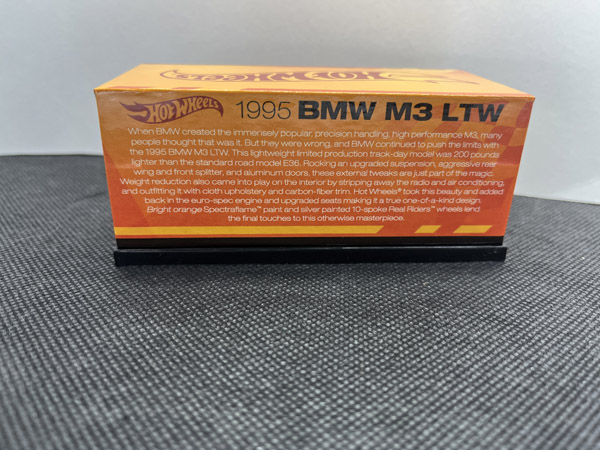 HOT WHEELS
HOT WHEELS 1995 BMW M3 LTW
When BMW created the immensely popular, precision handling, high performance M3, many
people thought that was it. But they were wrong, and BMW continued to push the limits with
the 1995 BMW M3 LTW. This lightweight limited production track-day model was 200 pounds
lighter than the standard road model E36. Rocking an upgraded suspension, aggressive rear
wing and front splitter, and aluminum doors, these external tweaks are just part of the magic.
Weight reduction also came into play on the interior by stripping away the radio and air conditioning,
and outfitting it with cloth upholstery and carbon-fiber trim. Hot Wheels® took this beauty and added
back in the euro-spec engine and upgraded seats making it a true one-of-a-kind design.
Bright orange Spectraflame™ paint and silver painted 10-spoke Real Riders™ wheels lend
the final touches to this otherwise masterpiece.